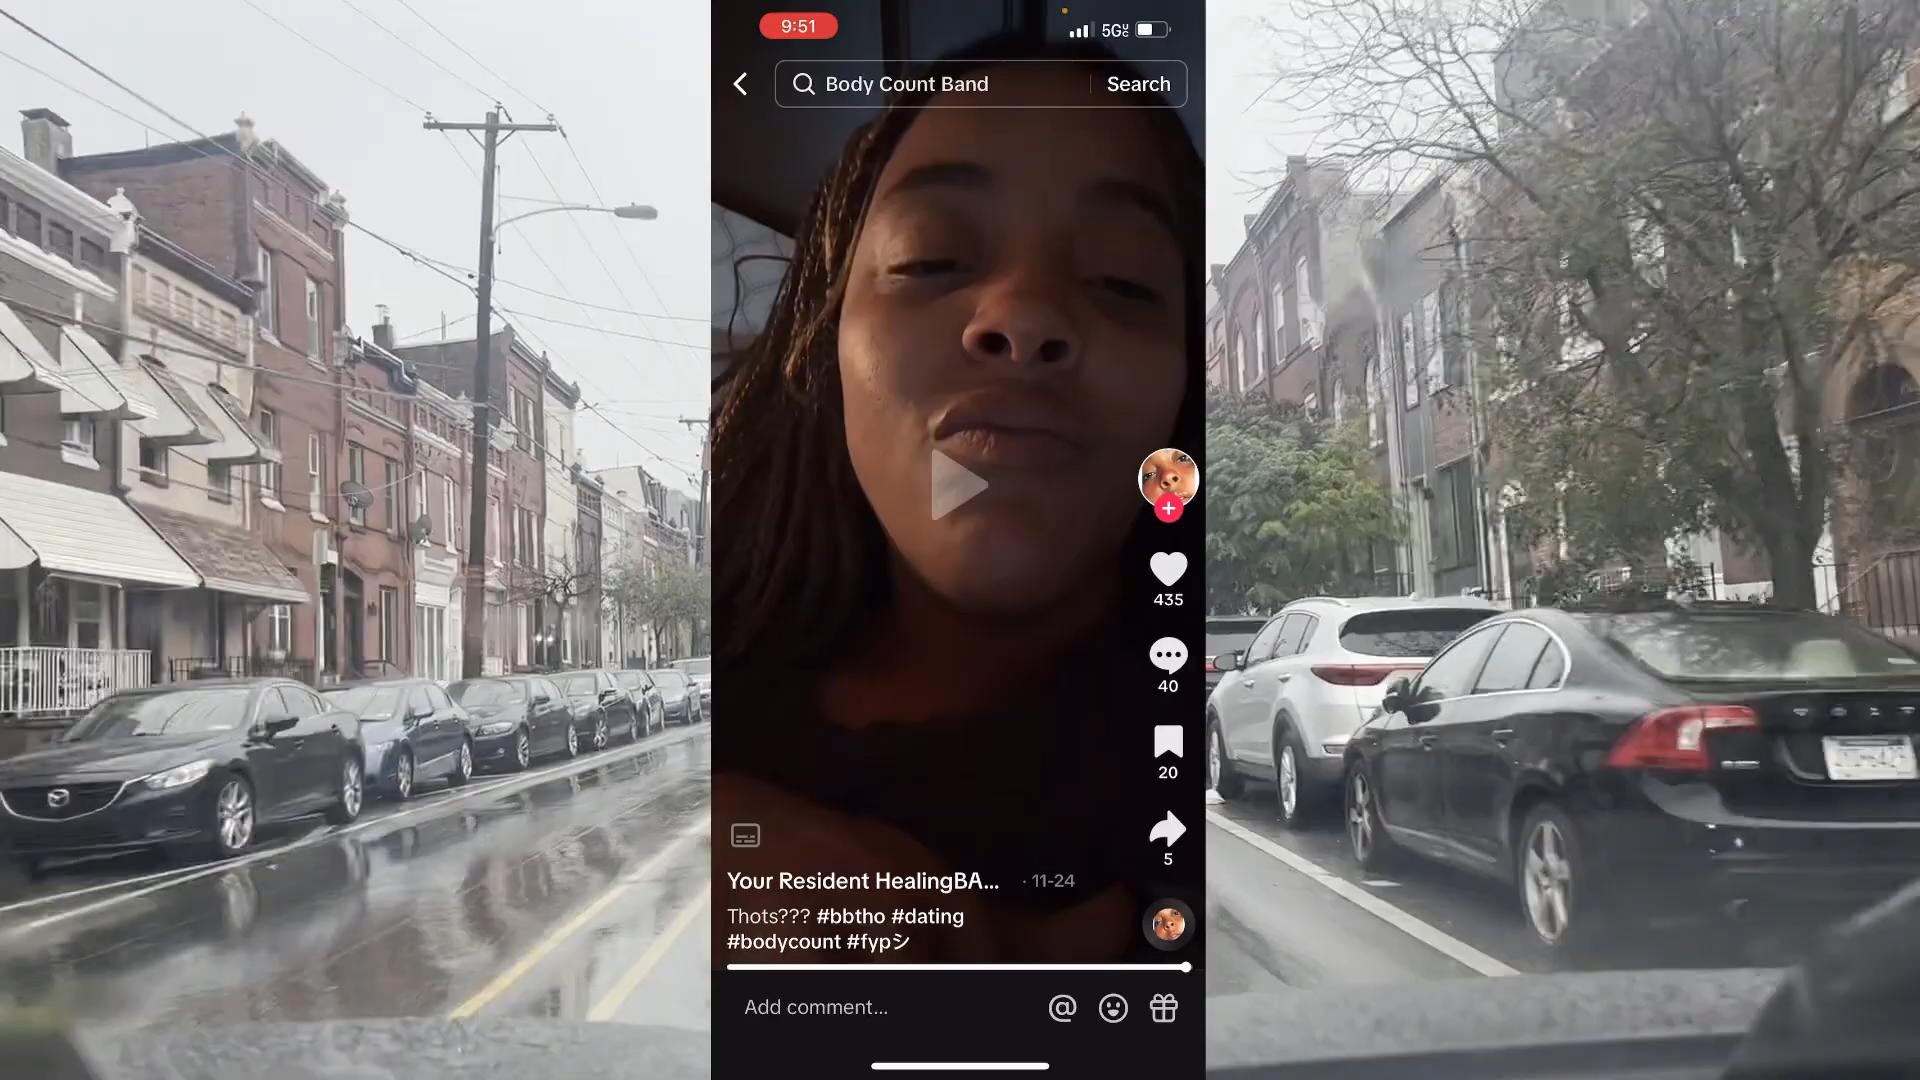 9:51
5GUC
Body Count Band
Search
435
40
20
5
Your Resident HealingBA... · 11-24
Thots??? #bbtho #dating
#bodycount #fypシ
Add comment...